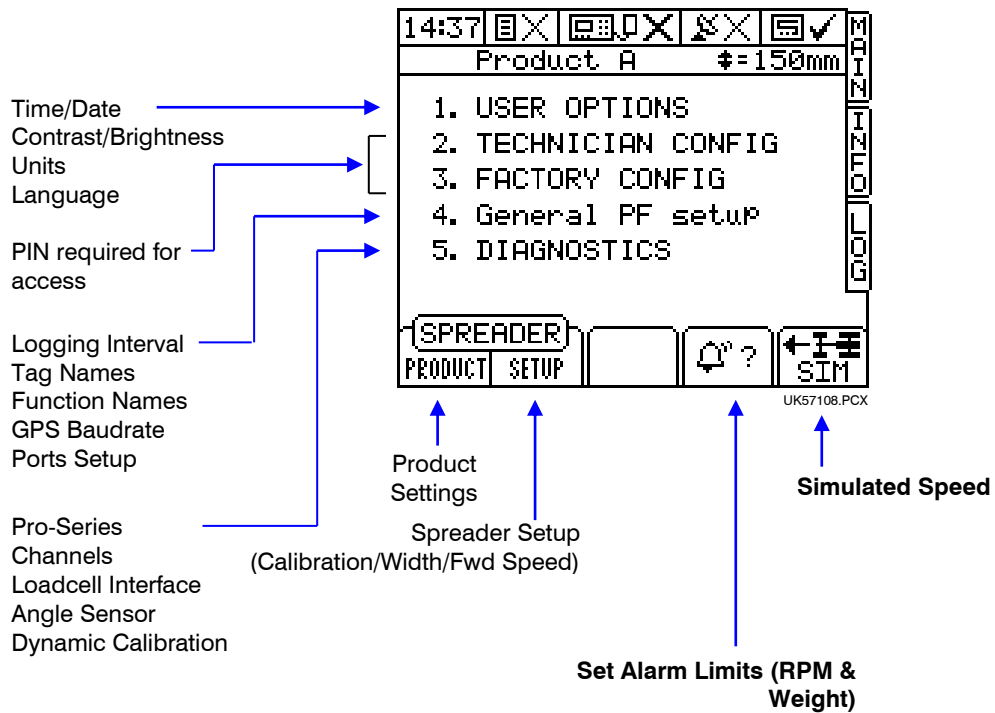 14:37
Product A
=150mm
MAIN
INFO
LOG
1. USER OPTIONS
2. TECHNICIAN CONFIG
3. FACTORY CONFIG
4. General PF setup
5. DIAGNOSTICS
SPREADER
PRODUCT
SETUP
?
SIM
UK57108.PCX
Time/Date
Contrast/Brightness
Units
Language
PIN required for
access
Logging Interval
Tag Names
Function Names
GPS Baudrate
Ports Setup
Pro-Series
Channels
Loadcell Interface
Angle Sensor
Dynamic Calibration
Product
Settings
Spreader Setup
(Calibration/Width/Fwd Speed)
Simulated Speed
Set Alarm Limits (RPM &
Weight)